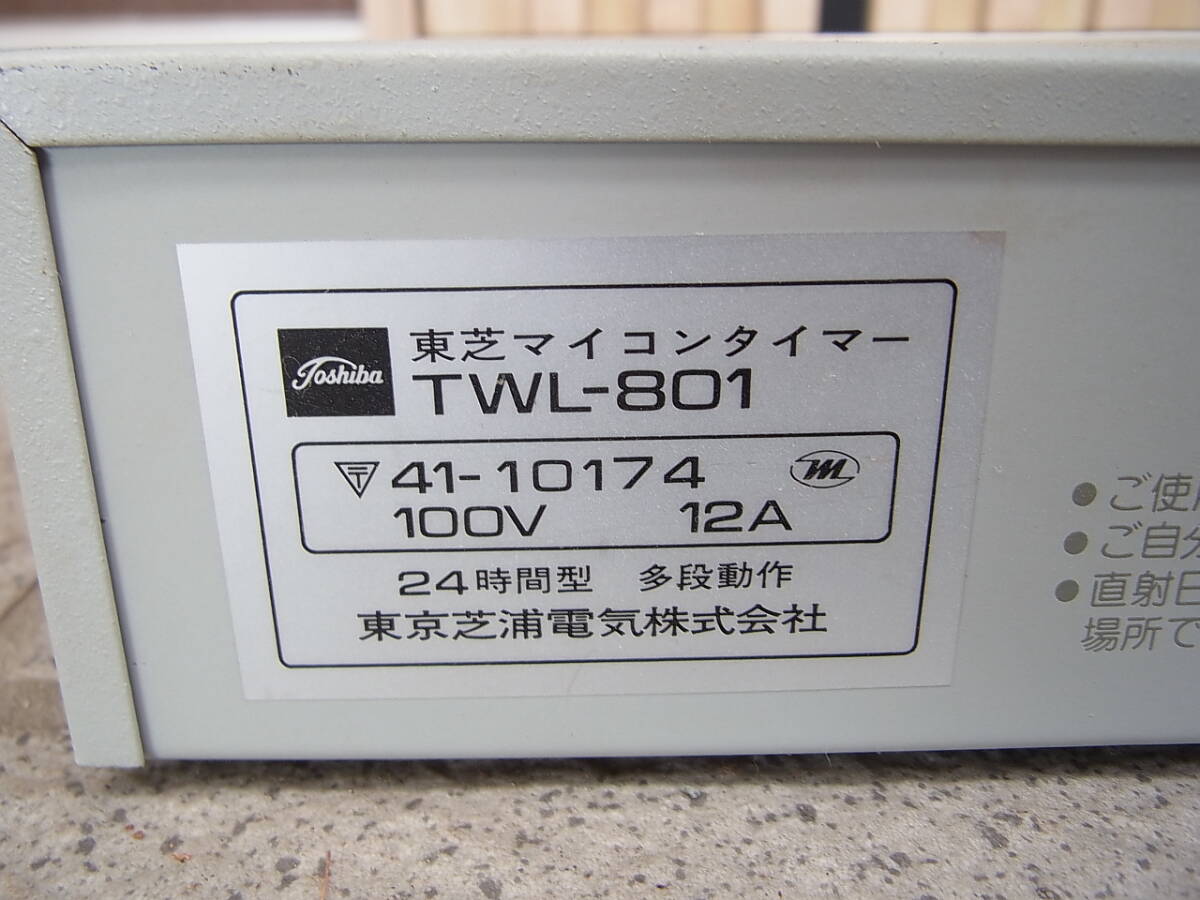 Toshiba
東芝マイコンタイマー
TWL-801
〒 41-10174
100V 12A
24時間型 多段動作
東京芝浦電気株式会社
●ご使用
●ご自分
●直射日
場所で